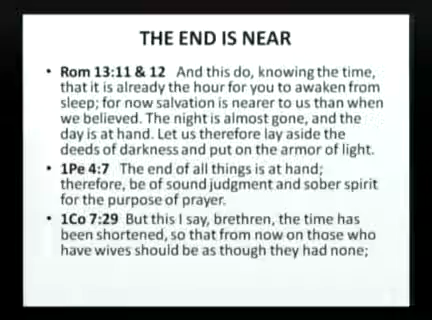 THE END IS NEAR
• Rom 13:11 & 12 And this do, knowing the time,
that it is already the hour for you to awaken from
sleep; for now salvation is nearer to us than when
we believed. The night is almost gone, and the
day is at hand. Let us therefore lay aside the
deeds of darkness and put on the armor of light.
• 1Pe 4:7 The end of all things is at hand;
therefore, be of sound judgment and sober spirit
for the purpose of prayer.
• 1Co 7:29 But this I say, brethren, the time has
been shortened, so that from now on those who
have wives should be as though they had none;